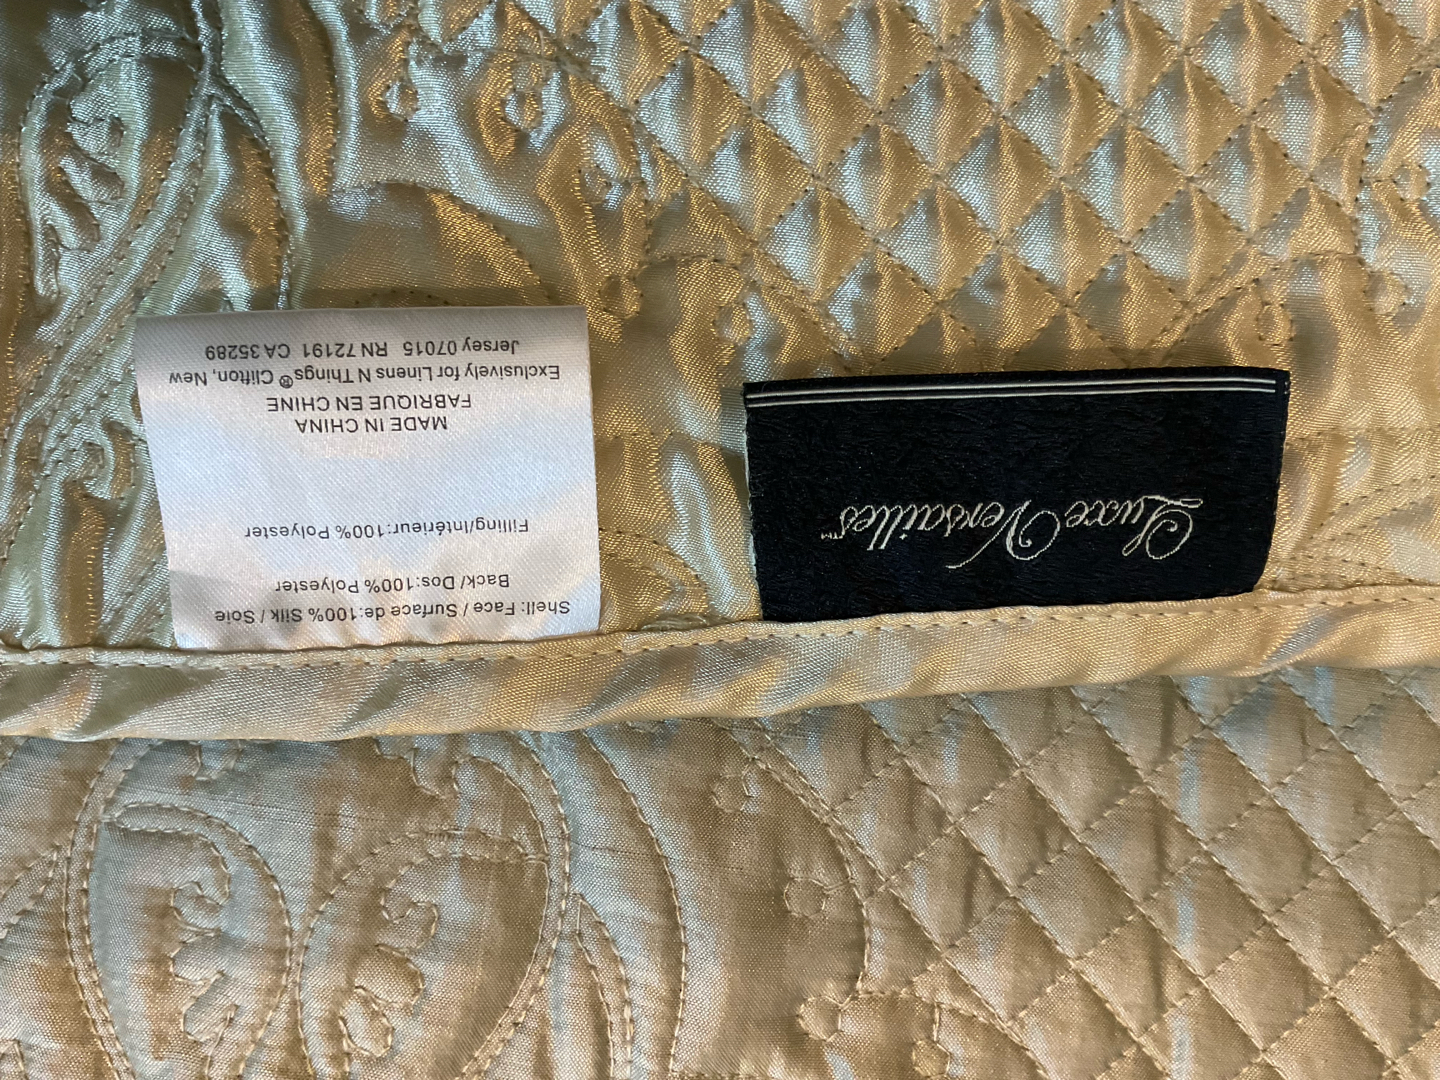 Shell: Face / Surface de:100% Silk / Soie
Back/ Dos:100% Polyester
Filling/Intérieur:100% Polyester
MADE IN CHINA
FABRIQUE EN CHINE
Exclusively for Linens N Things® Clifton, New
Jersey 07015 RN 72191 CA 35289
Luxe Versailles™